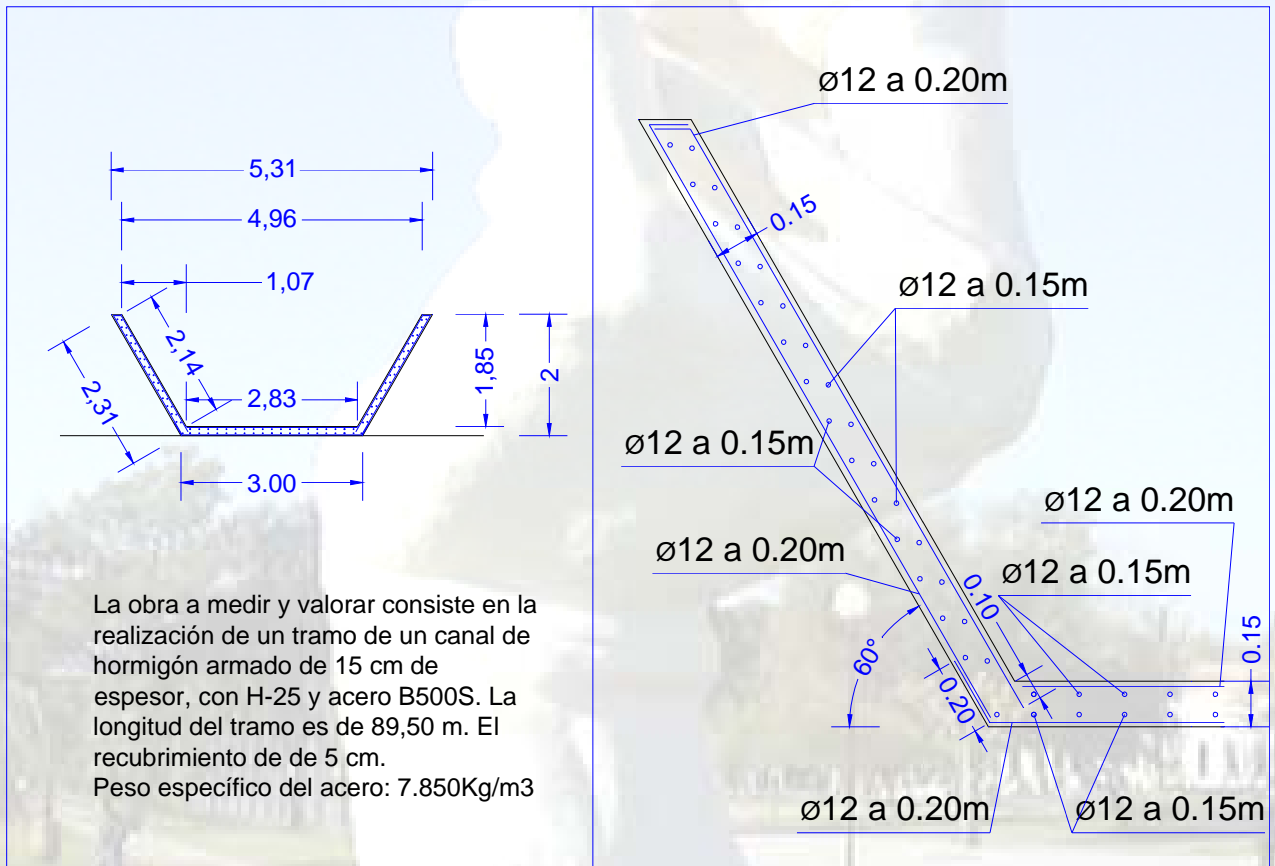 5,31
4,96
1,07
2,14
2,31
2,83
1,85
2
3.00
La obra a medir y valorar consiste en la
realización de un tramo de un canal de
hormigón armado de 15 cm de
espesor, con H-25 y acero B500S. La
longitud del tramo es de 89,50 m. El
recubrimiento de de 5 cm.
Peso específico del acero: 7.850Kg/m3
ø12 a 0.20m
0.15
ø12 a 0.15m
ø12 a 0.15m
ø12 a 0.20m
ø12 a 0.20m
ø12 a 0.15m
0.10
60°
0.20
0.15
ø12 a 0.20m
ø12 a 0.15m